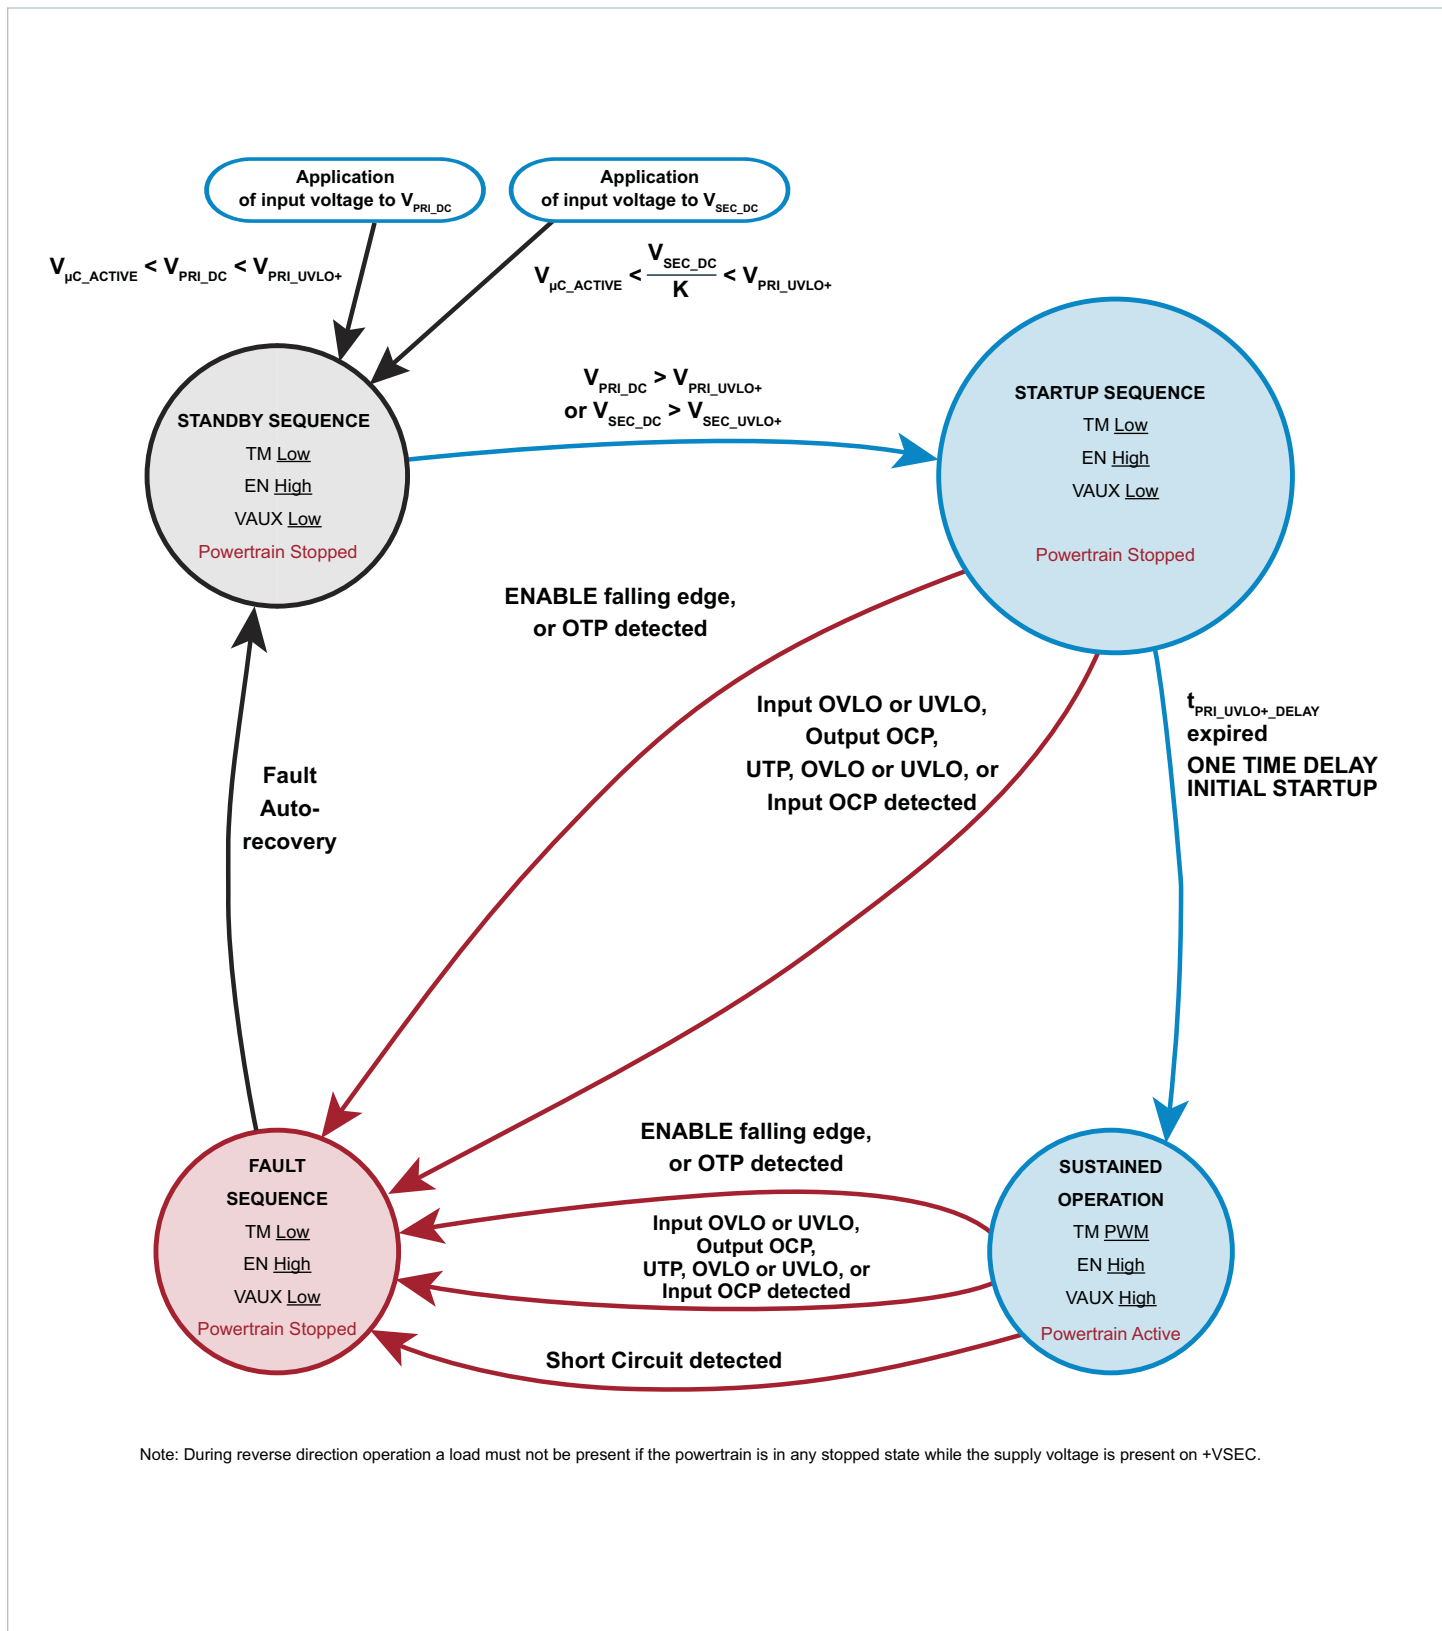 Application
of input voltage to VPRI_DC
Application
of input voltage to VSEC_DC
VµC_ACTIVE < VPRI_DC < VPRI_UVLO+
VµC_ACTIVE < VSEC_DC / K < VPRI_UVLO+
VPRI_DC > VPRI_UVLO+
or VSEC_DC > VSEC_UVLO+
STANDBY SEQUENCE
TM Low
EN High
VAUX Low
Powertrain Stopped
STARTUP SEQUENCE
TM Low
EN High
VAUX Low
Powertrain Stopped
ENABLE falling edge,
or OTP detected
Input OVLO or UVLO,
Output OCP,
UTP, OVLO or UVLO, or
Input OCP detected
tPRI_UVLO+_DELAY
expired
ONE TIME DELAY
INITIAL STARTUP
Fault
Auto-
recovery
ENABLE falling edge,
or OTP detected
FAULT
SEQUENCE
TM Low
EN High
VAUX Low
Powertrain Stopped
Input OVLO or UVLO,
Output OCP,
UTP, OVLO or UVLO, or
Input OCP detected
SUSTAINED
OPERATION
TM PWM
EN High
VAUX High
Powertrain Active
Short Circuit detected
Note: During reverse direction operation a load must not be present if the powertrain is in any stopped state while the supply voltage is present on +VSEC.